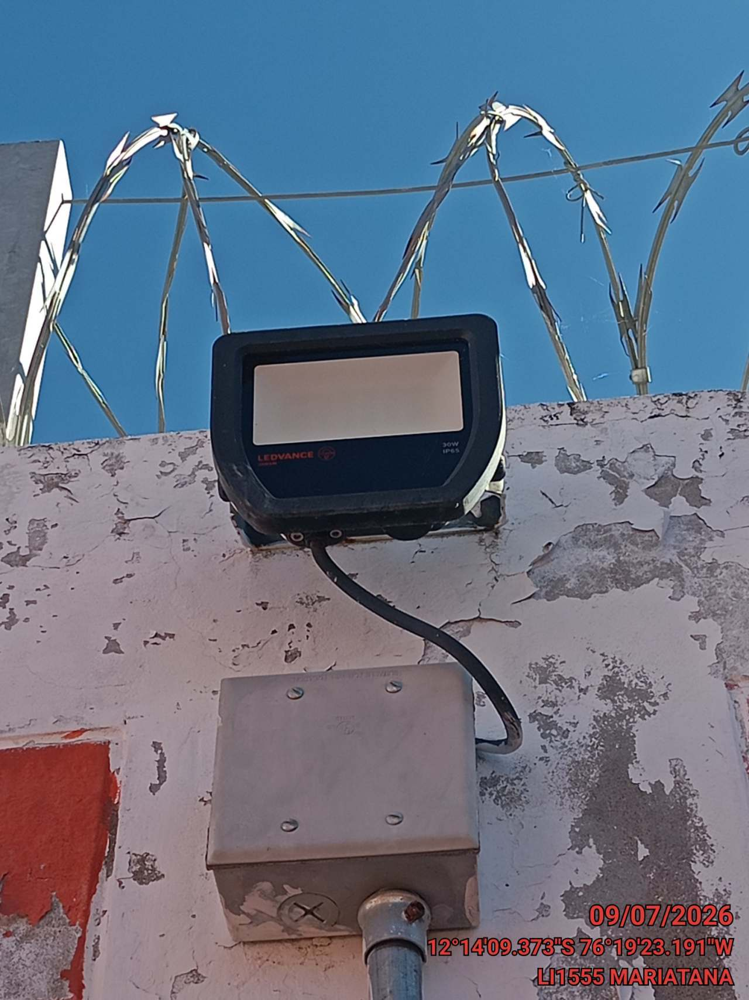 LEDVANCE
30W
IP65
09/07/2026
12°14'09.373"S 76°19'23.191"W
LI1555 MARIATANA